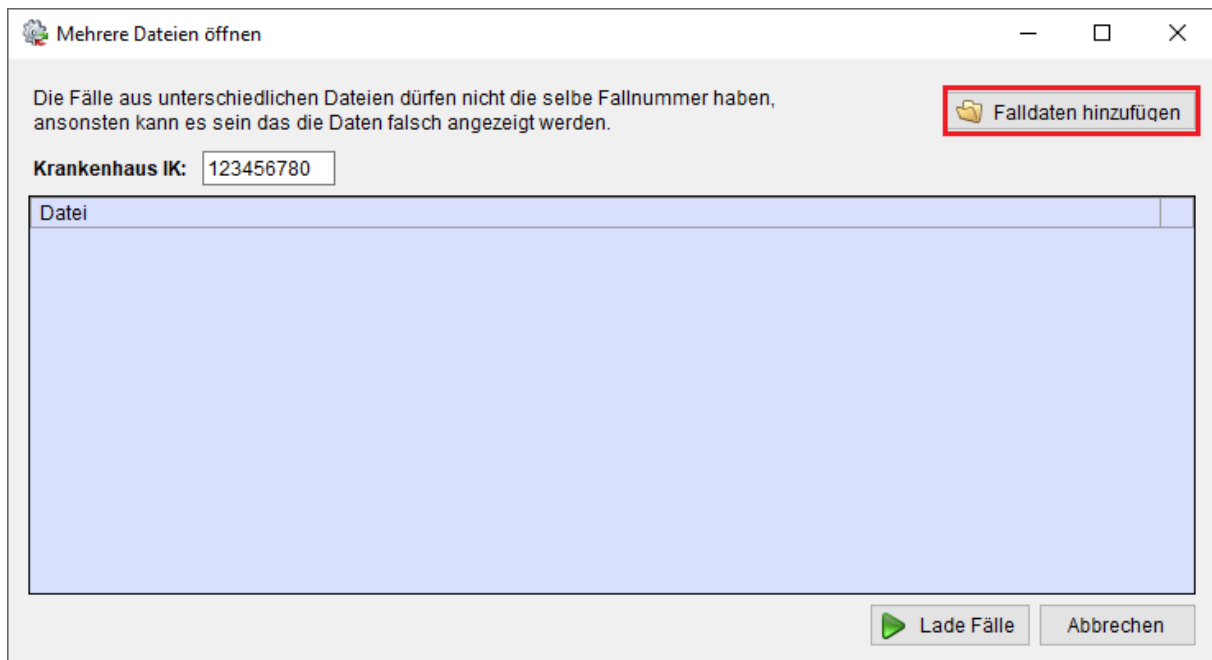 Mehrere Dateien öffnen
Die Fälle aus unterschiedlichen Dateien dürfen nicht die selbe Fallnummer haben,
ansonsten kann es sein das die Daten falsch angezeigt werden.
Falldaten hinzufügen
Krankenhaus IK: 123456780
Datei
Lade Fälle Abbrechen